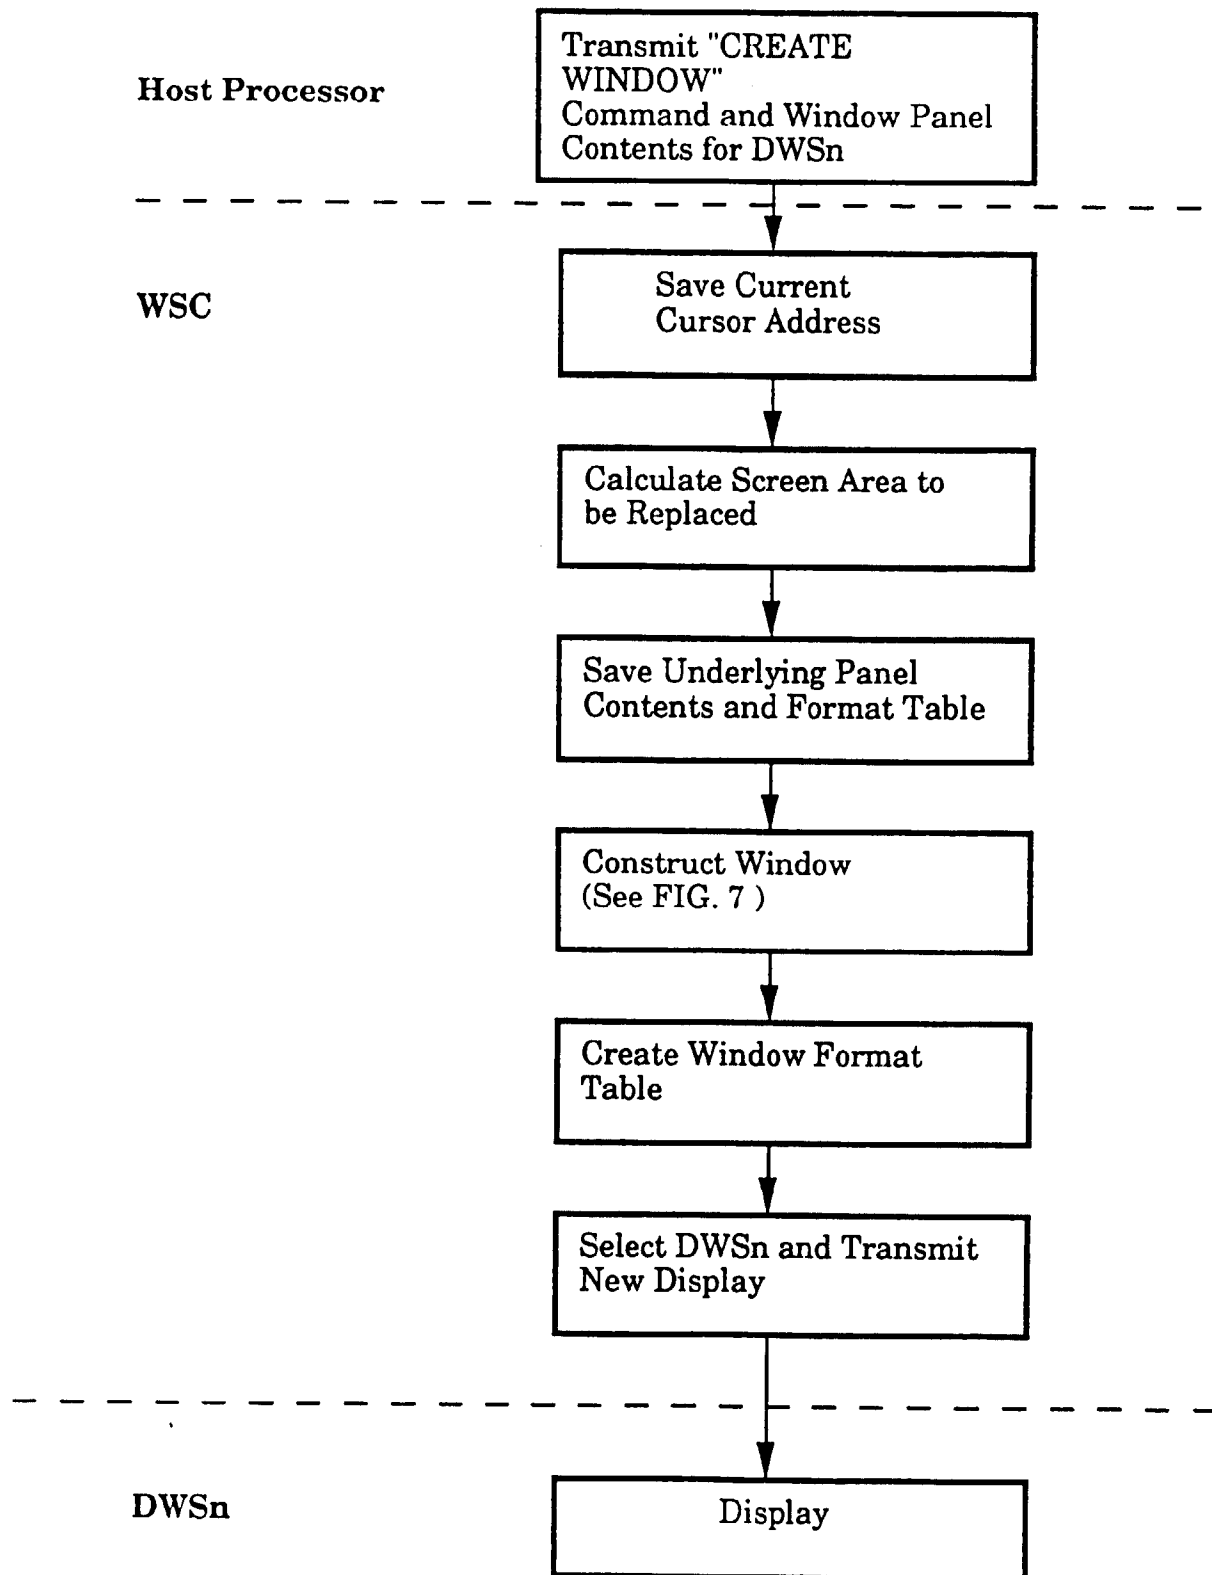 Transmit "CREATE
WINDOW"
Host Processor
Command and Window Panel
Contents for DWSn
WSC
Save Current
Cursor Address
Calculate Screen Area to
be Replaced
Save Underlying Panel
Contents and Format Table
Construct Window
(See FIG. 7 )
Create Window Format
Table
Select DWSn and Transmit
New Display
DWSn
Display